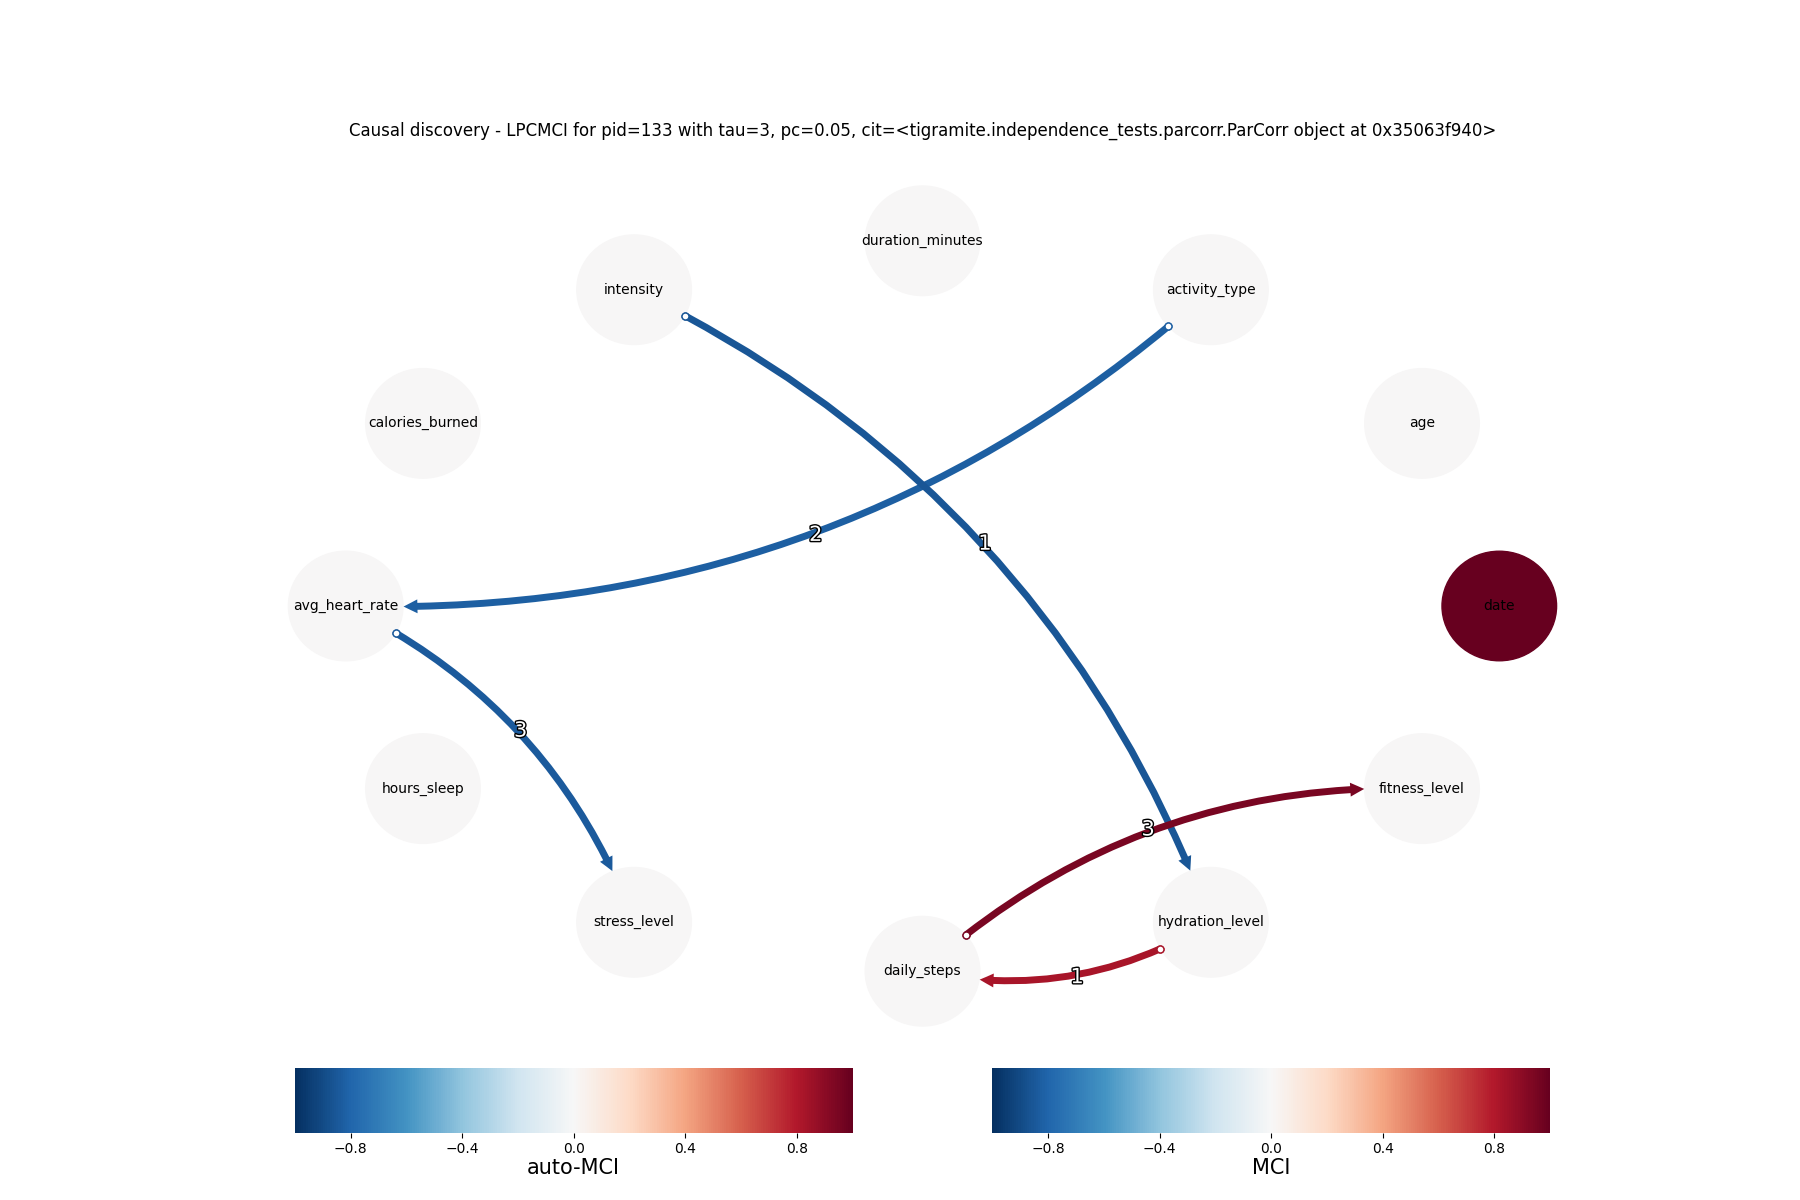 Causal discovery - LPCMCI for pid=133 with tau=3, pc=0.05, cit=<tigramite.independence_tests.parcorr.ParCorr object at 0x35063f940>
duration_minutes
intensity
activity_type
calories_burned
age
2
1
avg_heart_rate
date
3
hours_sleep
fitness_level
3
stress_level
hydration_level
daily_steps
1
−0.8 −0.4 0.0 0.4 0.8
auto-MCI
−0.8 −0.4 0.0 0.4 0.8
MCI